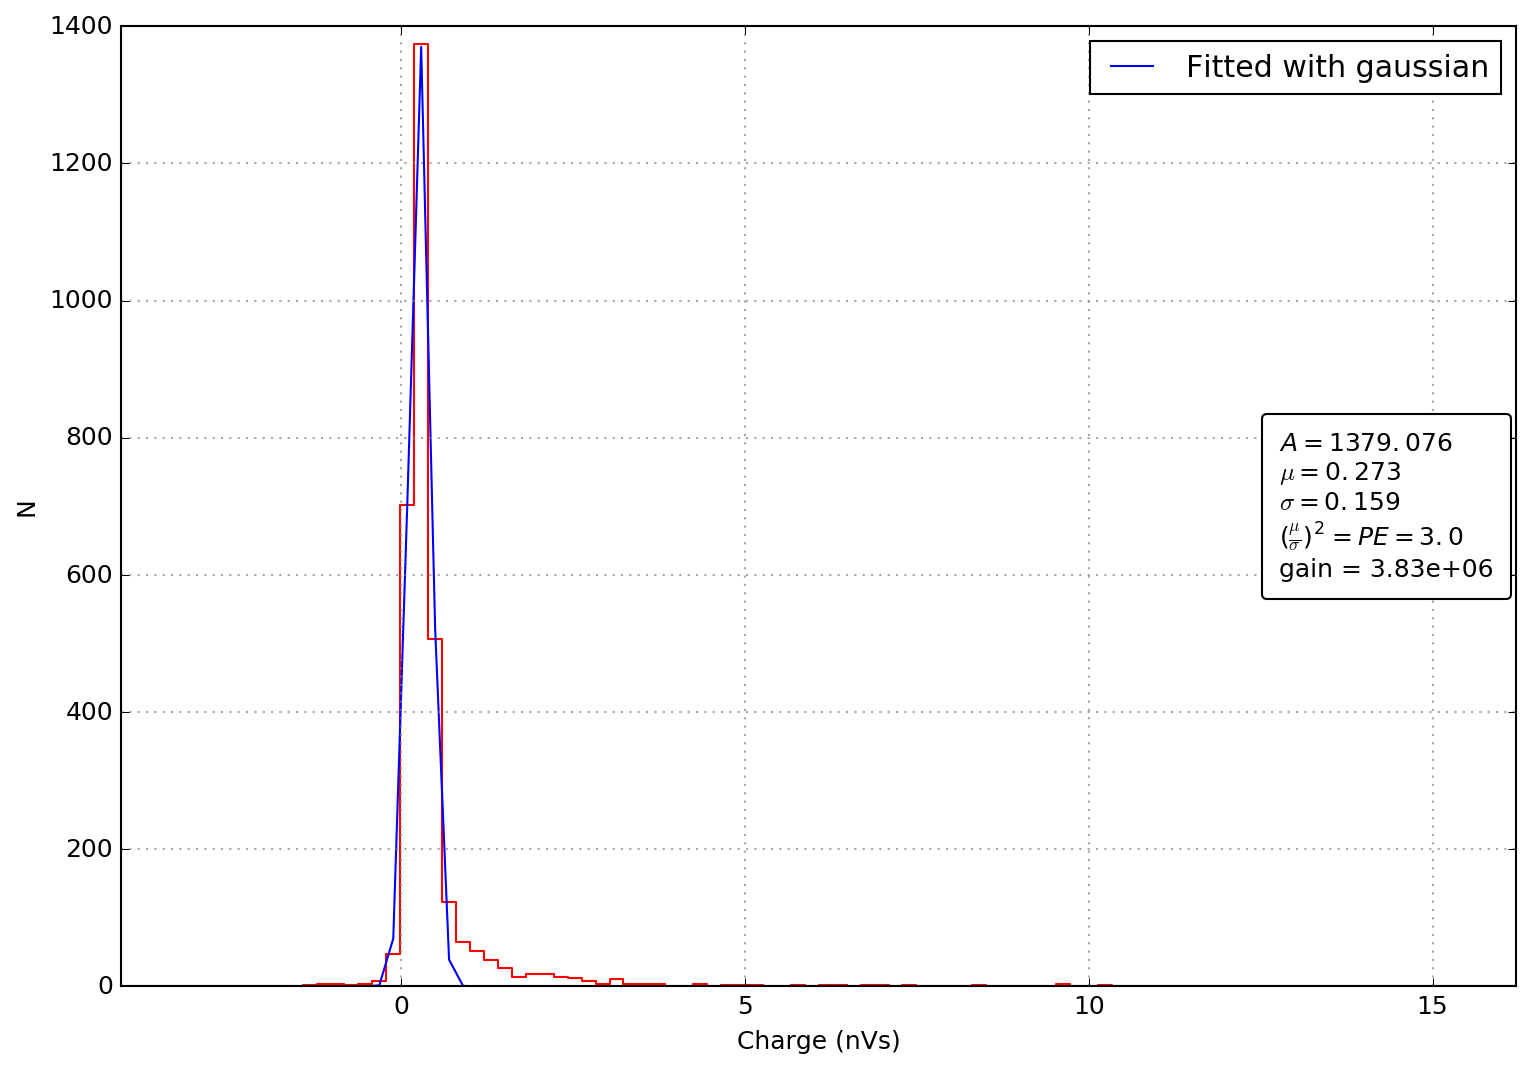 1400
1200
1000
800
600
400
200
0
N
Fitted with gaussian
A = 1379.076
μ = 0.273
σ = 0.159
(μ/σ)² = PE = 3.0
gain = 3.83e+06
0 5 10 15
Charge (nVs)